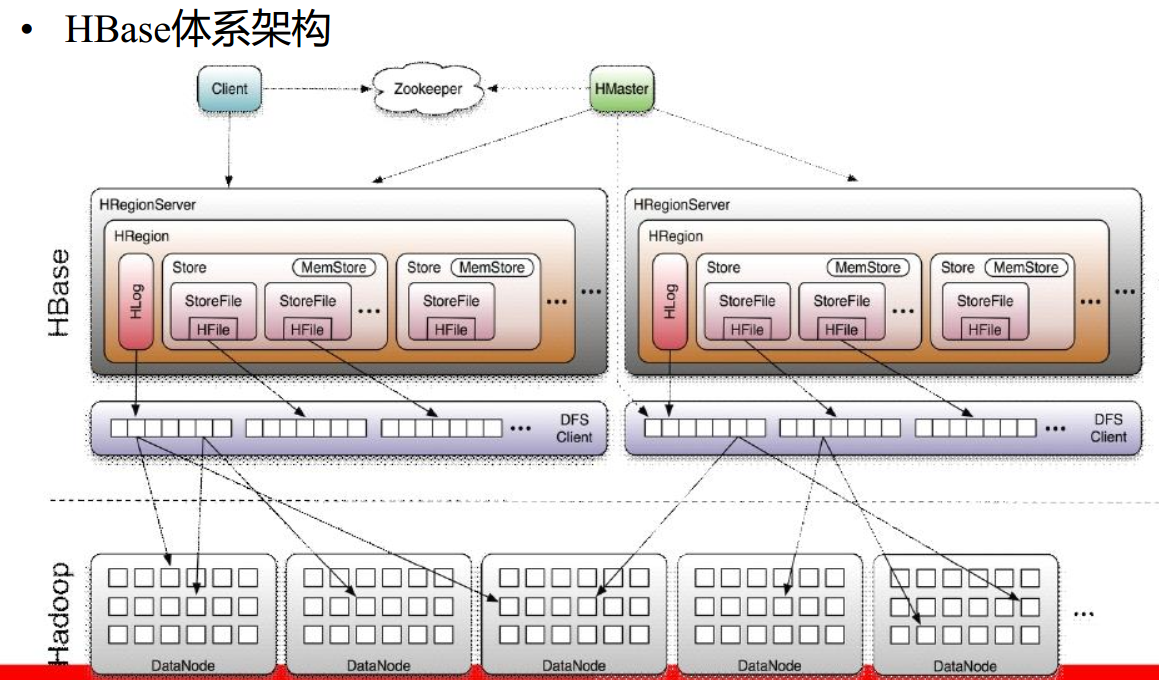 • HBase体系架构
Client
Zookeeper
HMaster
HBase
HRegionServer
HRegion
HLog
Store
MemStore
StoreFile
HFile
StoreFile
HFile
...
Store
MemStore
StoreFile
HFile
...
...
DFS
Client
...
HRegionServer
HRegion
HLog
Store
MemStore
StoreFile
HFile
StoreFile
HFile
...
Store
MemStore
StoreFile
HFile
...
...
DFS
Client
...
Hadoop
DataNode
DataNode
DataNode
DataNode
DataNode
...